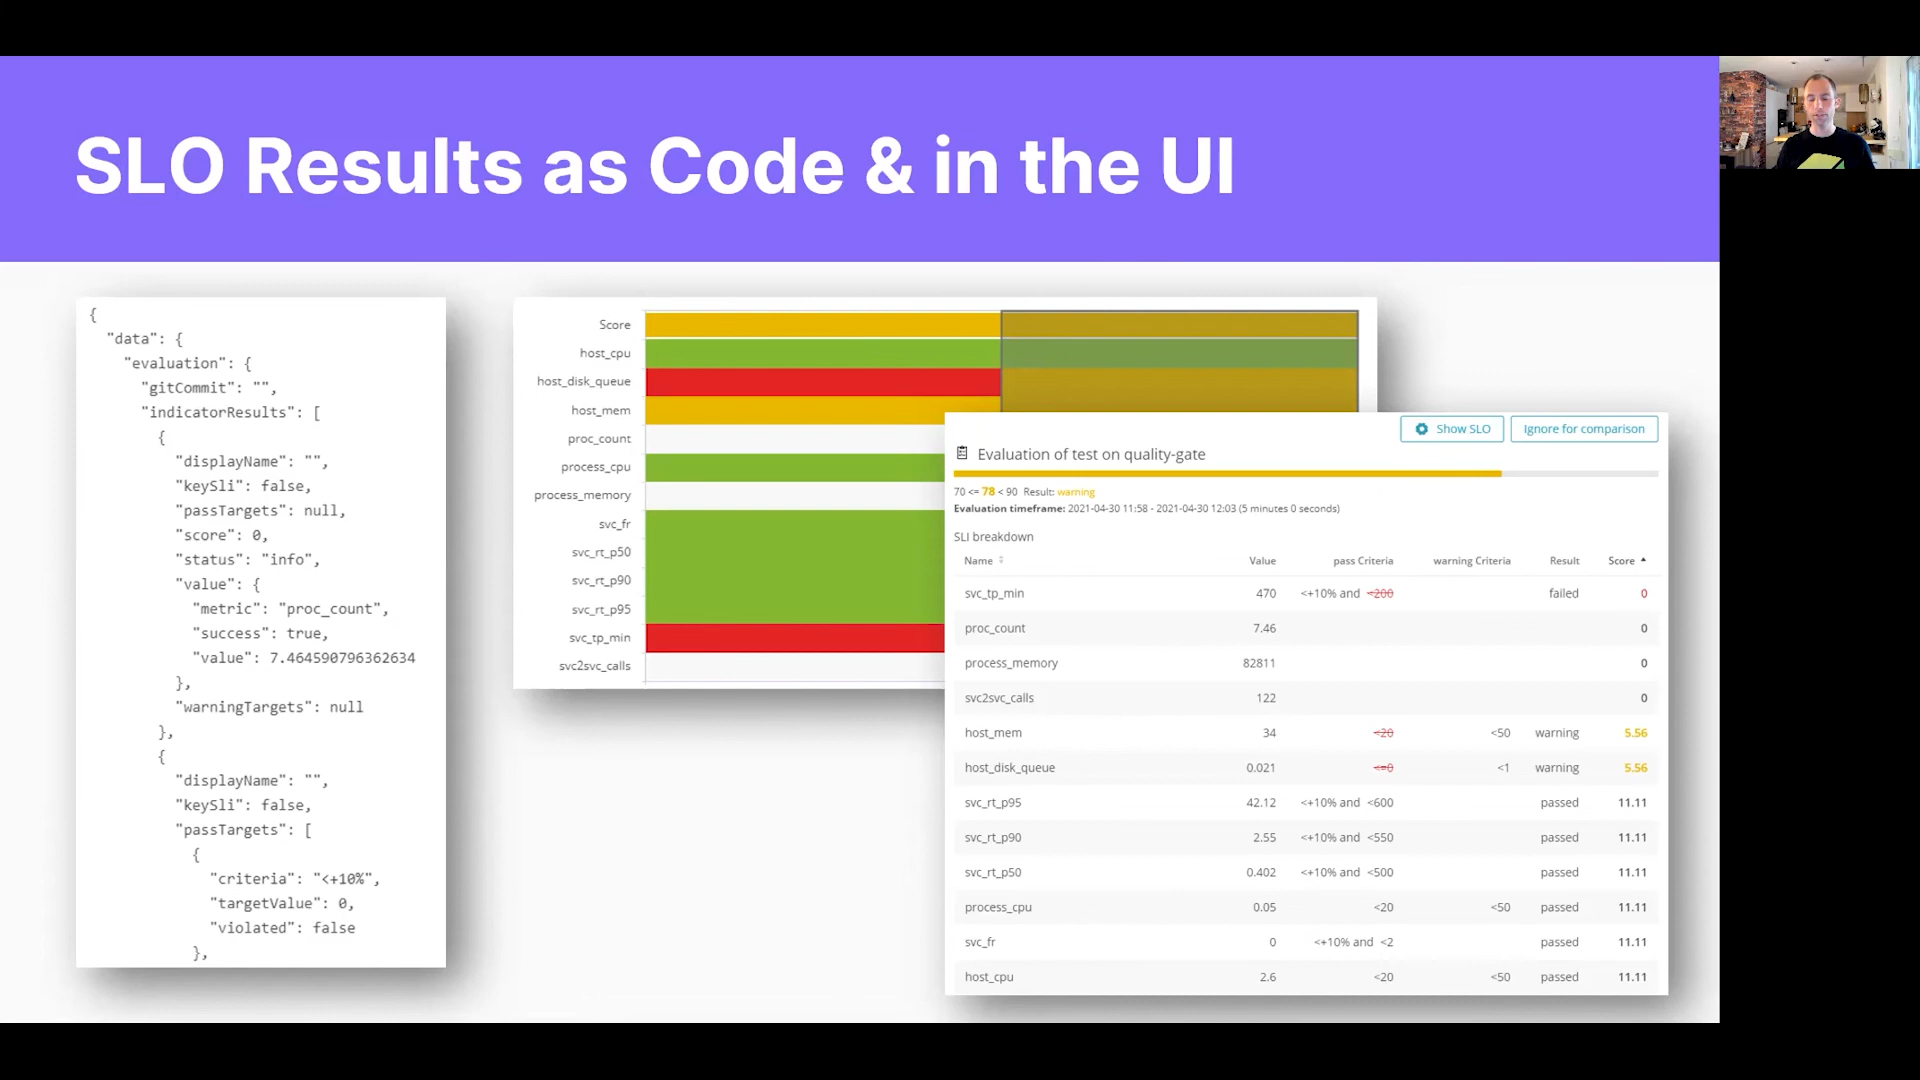 SLO Results as Code & in the UI
{
"data": {
"evaluation": {
"gitCommit": "",
"indicatorResults": [
{
"displayName": "",
"keySli": false,
"passTargets": null,
"score": 0,
"status": "info",
"value": {
"metric": "proc_count",
"success": true,
"value": 7.464590796362634
},
"warningTargets": null
},
{
"displayName": "",
"keySli": false,
"passTargets": [
{
"criteria": "<+10%",
"targetValue": 0,
"violated": false
},
Score
host_cpu
host_disk_queue
host_mem
proc_count
process_cpu
process_memory
svc_fr
svc_rt_p50
svc_rt_p90
svc_rt_p95
svc_tp_min
svc2svc_calls
Show SLO Ignore for comparison
Evaluation of test on quality-gate
70 <= 78 < 90 Result: warning
Evaluation timeframe: 2021-04-30 11:58 - 2021-04-30 12:03 (5 minutes 0 seconds)
SLI breakdown
Name Value pass Criteria warning Criteria Result Score
svc_tp_min 470 <+10% and <200 failed 0
proc_count 7.46 0
process_memory 82811 0
svc2svc_calls 122 0
host_mem 34 <20 <50 warning 5.56
host_disk_queue 0.021 <=0 <1 warning 5.56
svc_rt_p95 42.12 <+10% and <600 passed 11.11
svc_rt_p90 2.55 <+10% and <550 passed 11.11
svc_rt_p50 0.402 <+10% and <500 passed 11.11
process_cpu 0.05 <20 <50 passed 11.11
svc_fr 0 <+10% and <2 passed 11.11
host_cpu 2.6 <20 <50 passed 11.11